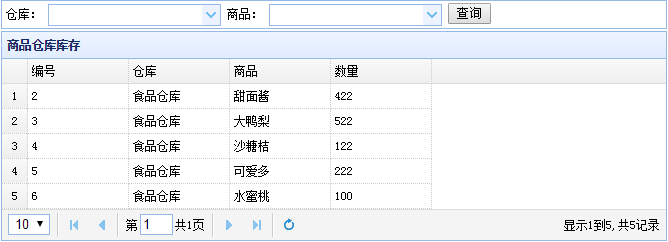 仓库: 商品: 查询
商品仓库库存
编号 仓库 商品 数量
1 2 食品仓库 甜面酱 422
2 3 食品仓库 大鸭梨 522
3 4 食品仓库 沙糖桔 122
4 5 食品仓库 可爱多 222
5 6 食品仓库 水蜜桃 100
10 第 1 共1页 显示1到5, 共5记录